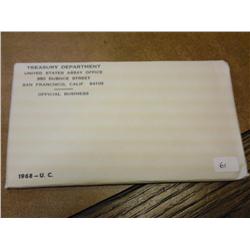 TREASURY DEPARTMENT
UNITED STATES ASSAY OFFICE
350 DUBOCE STREET
SAN FRANCISCO, CALIF. 94102
OFFICIAL BUSINESS
1968-U.C.
61